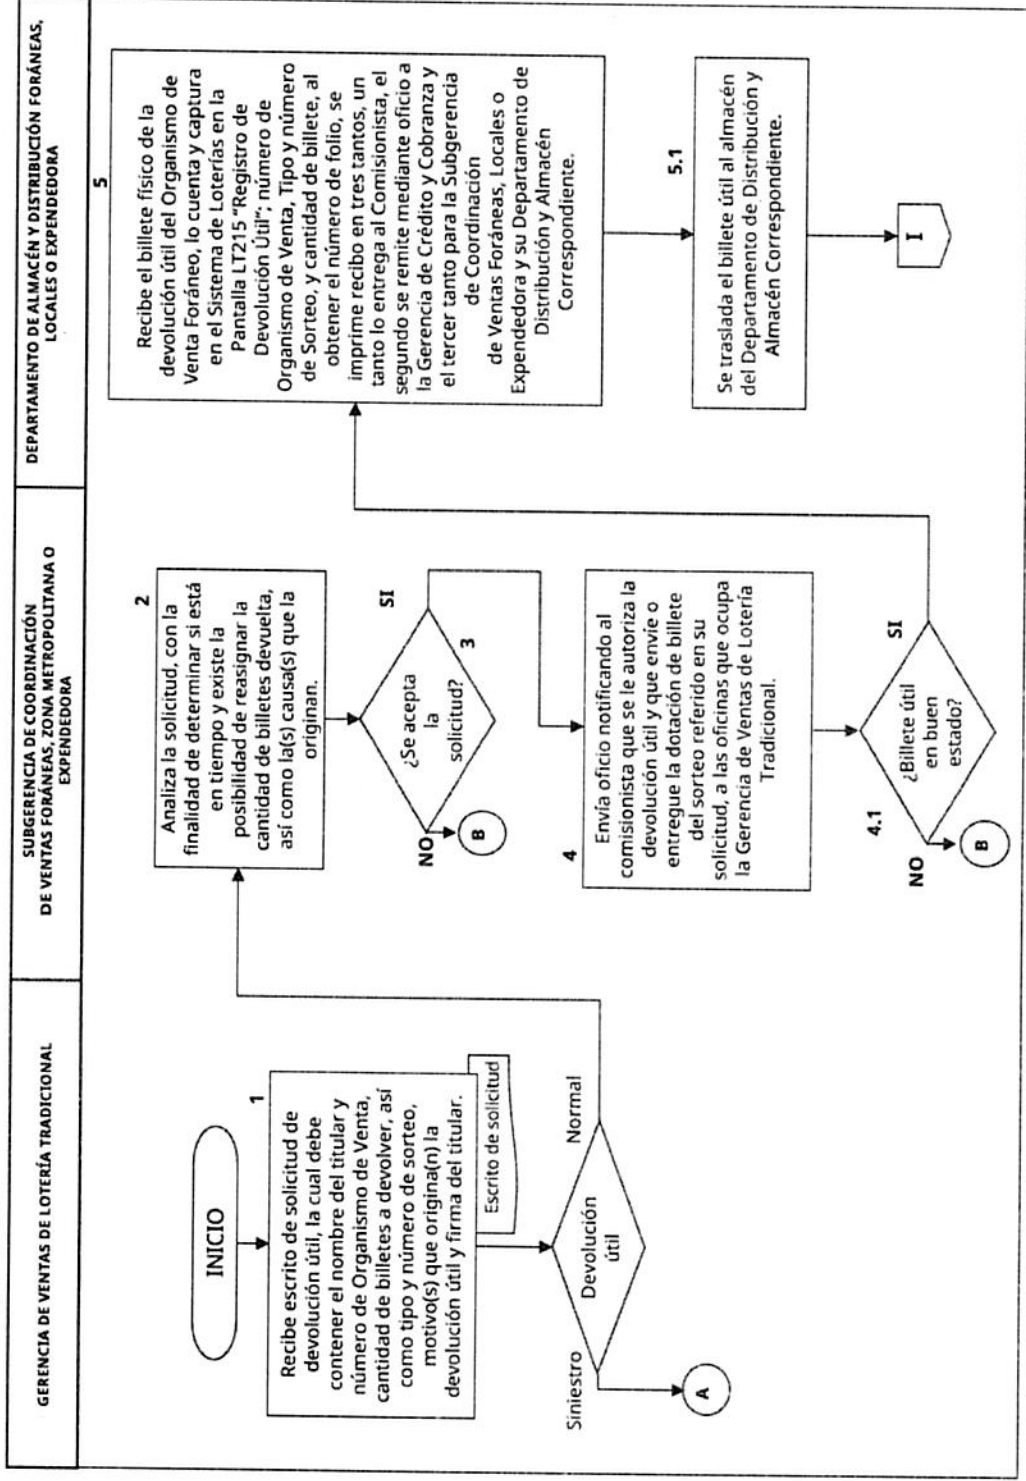 GERENCIA DE VENTAS DE LOTERÍA TRADICIONAL
SUBGERENCIA DE COORDINACIÓN
DE VENTAS FORÁNEAS, ZONA METROPOLITANA O
EXPENDEDORA
DEPARTAMENTO DE ALMACÉN Y DISTRIBUCIÓN FORÁNEAS,
LOCALES O EXPENDEDORA
INICIO
1
Recibe escrito de solicitud de
devolución útil, la cual debe
contener el nombre del titular y
número de Organismo de Venta,
cantidad de billetes a devolver, así
como tipo y número de sorteo,
motivo(s) que origina(n) la
devolución útil y firma del titular.
Escrito de solicitud
Siniestro
Devolución
útil
Normal
A
2
Analiza la solicitud, con la
finalidad de determinar si está
en tiempo y existe la
posibilidad de reasignar la
cantidad de billetes devuelta,
así como la(s) causa(s) que la
originan.
¿Se acepta
la
solicitud?
SI
3
NO
B
4
Envía oficio notificando al
comisionista que se le autoriza la
devolución útil y que envíe o
entregue la dotación de billete
del sorteo referido en su
solicitud, a las oficinas que ocupa
la Gerencia de Ventas de Lotería
Tradicional.
4.1
¿Billete útil
en buen
estado?
SI
NO
B
5
Recibe el billete físico de la
devolución útil del Organismo de
Venta Foráneo, lo cuenta y captura
en el Sistema de Loterías en la
Pantalla LT215 "Registro de
Devolución Útil"; número de
Organismo de Venta, Tipo y número
de Sorteo, y cantidad de billete, al
obtener el número de folio, se
imprime recibo en tres tantos, un
tanto lo entrega al Comisionista, el
segundo se remite mediante oficio a
la Gerencia de Crédito y Cobranza y
el tercer tanto para la Subgerencia
de Coordinación
de Ventas Foráneas, Locales o
Expendedora y su Departamento de
Distribución y Almacén
Correspondiente.
5.1
Se traslada el billete útil al almacén
del Departamento de Distribución y
Almacén Correspondiente.
I